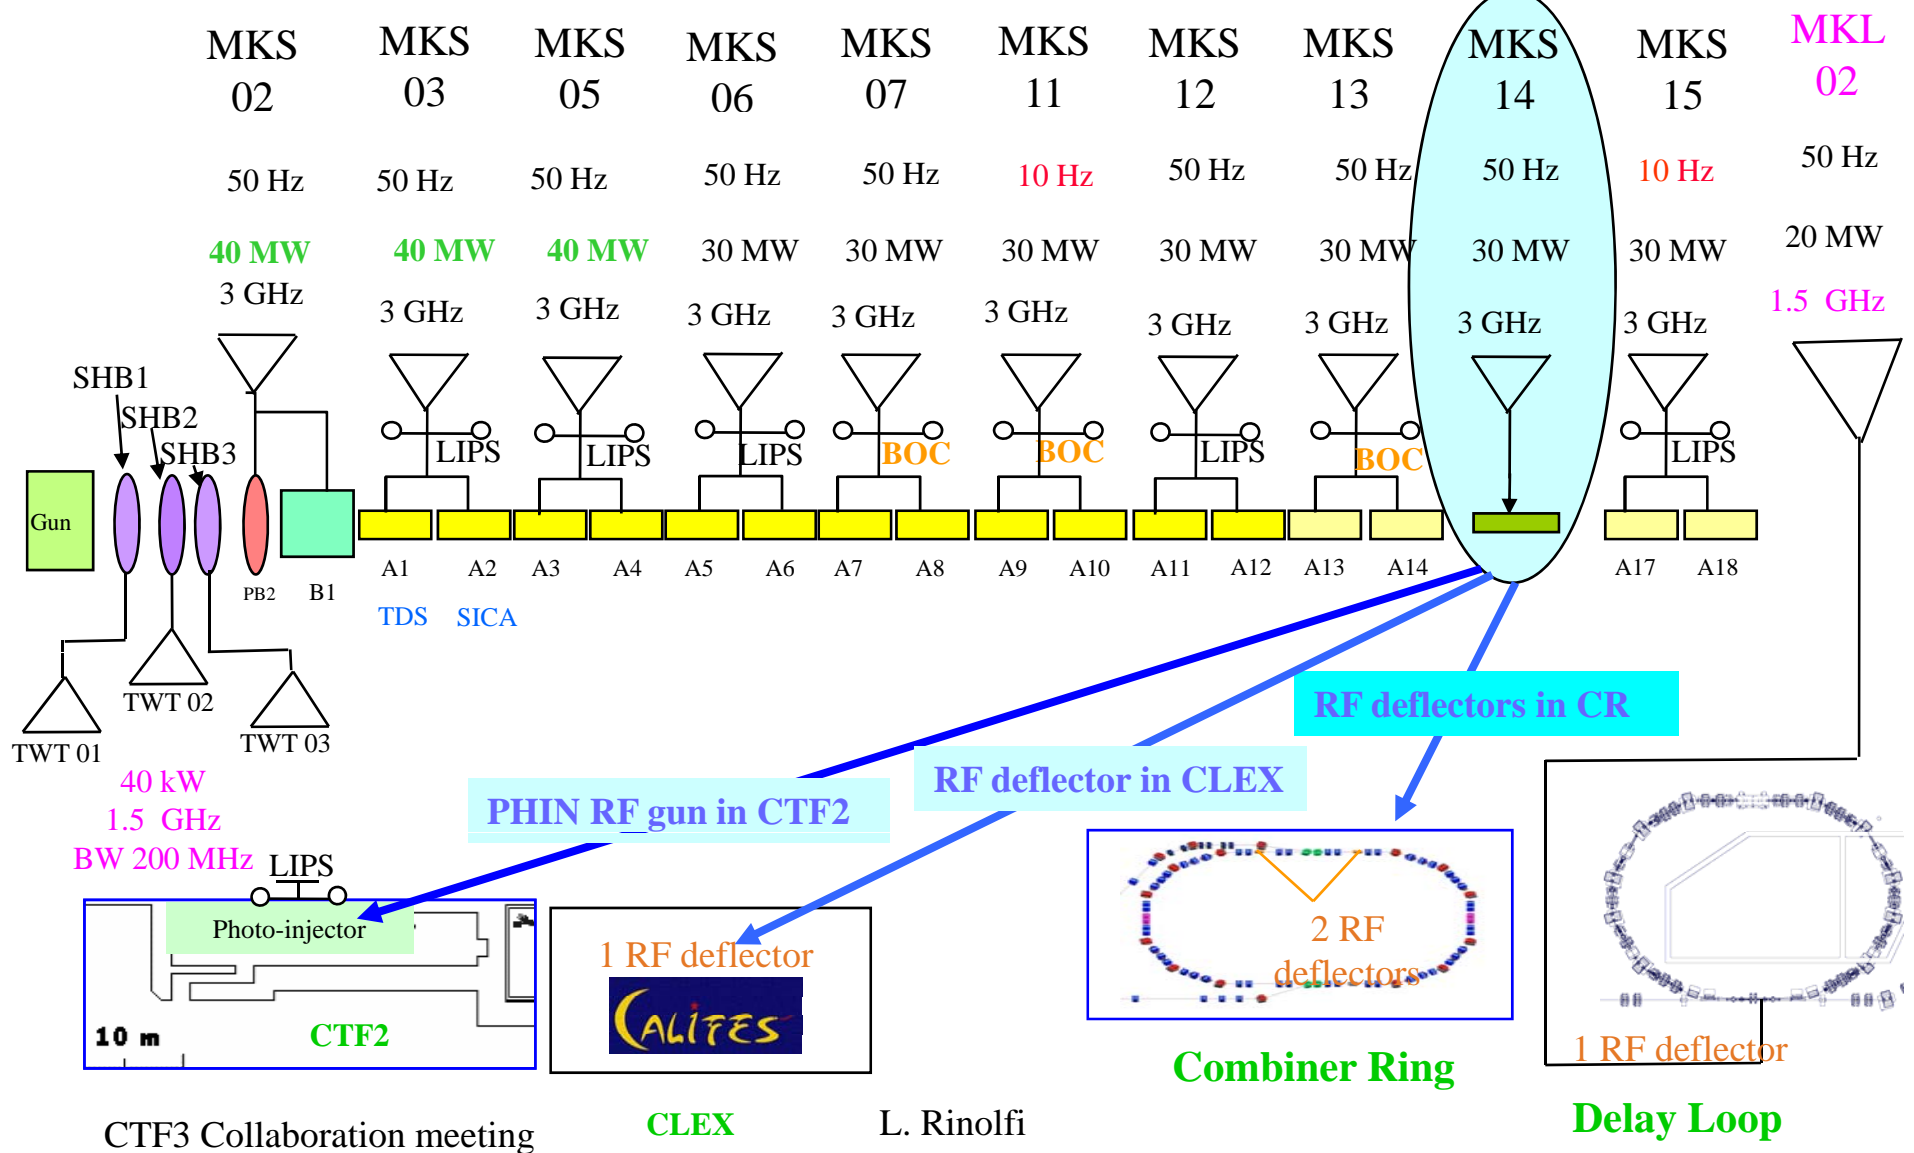 MKS MKS MKS MKS MKS MKS MKS MKS MKS MKS MKL
02 03 05 06 07 11 12 13 14 15 02
50 Hz 50 Hz 50 Hz 50 Hz 50 Hz 10 Hz 50 Hz 50 Hz 50 Hz 10 Hz 50 Hz
40 MW 40 MW 40 MW 30 MW 30 MW 30 MW 30 MW 30 MW 30 MW 30 MW 20 MW
3 GHz 3 GHz 3 GHz 3 GHz 3 GHz 3 GHz 3 GHz 3 GHz 3 GHz 3 GHz 1.5 GHz
SHB1
SHB2
SHB3
LIPS LIPS LIPS BOC BOC LIPS BOC LIPS
Gun
PB2 B1 A1 A2 A3 A4 A5 A6 A7 A8 A9 A10 A11 A12 A13 A14 A17 A18
TDS SICA
TWT 02
TWT 01 TWT 03
40 kW
1.5 GHz
BW 200 MHz
RF deflectors in CR
RF deflector in CLEX
PHIN RF gun in CTF2
LIPS
Photo-injector
10 m
CTF2
1 RF deflector
CALIFES
2 RF
deflectors
1 RF deflector
Combiner Ring
Delay Loop
CLEX
CTF3 Collaboration meeting
L. Rinolfi